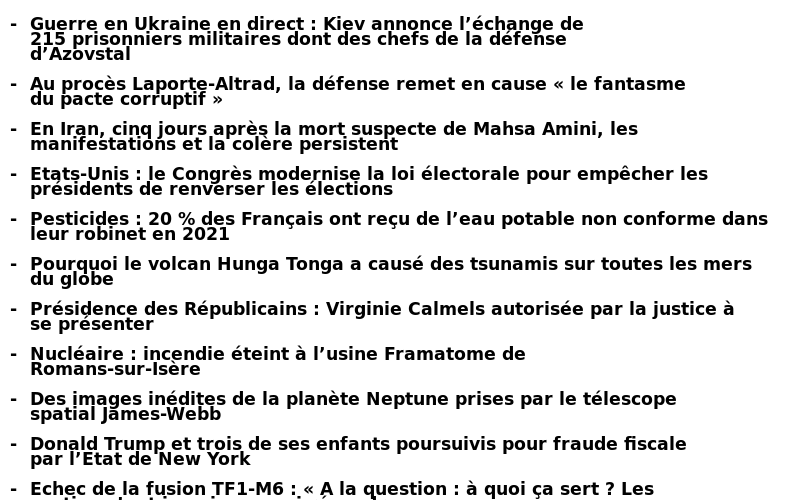 - Guerre en Ukraine en direct : Kiev annonce l’échange de
215 prisonniers militaires dont des chefs de la défense
d’Azovstal
- Au procès Laporte-Altrad, la défense remet en cause « le fantasme
du pacte corruptif »
- En Iran, cinq jours après la mort suspecte de Mahsa Amini, les
manifestations et la colère persistent
- Etats-Unis : le Congrès modernise la loi électorale pour empêcher les
présidents de renverser les élections
- Pesticides : 20 % des Français ont reçu de l’eau potable non conforme dans
leur robinet en 2021
- Pourquoi le volcan Hunga Tonga a causé des tsunamis sur toutes les mers
du globe
- Présidence des Républicains : Virginie Calmels autorisée par la justice à
se présenter
- Nucléaire : incendie éteint à l’usine Framatome de
Romans-sur-Isère
- Des images inédites de la planète Neptune prises par le télescope
spatial James-Webb
- Donald Trump et trois de ses enfants poursuivis pour fraude fiscale
par l’Etat de New York
- Echec de la fusion TF1-M6 : « A la question : à quoi ça sert ? Les